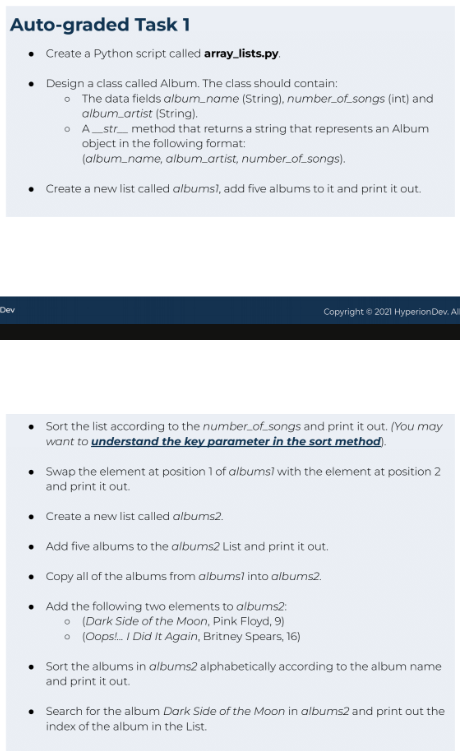 Auto-graded Task 1
● Create a Python script called array_lists.py.
● Design a class called Album. The class should contain:
○ The data fields album_name (String), number_of_songs (int) and
album_artist (String).
○ A __str__ method that returns a string that represents an Album
object in the following format:
(album_name, album_artist, number_of_songs).
● Create a new list called albums1, add five albums to it and print it out.
Dev
Copyright © 2021 HyperionDev. All
● Sort the list according to the number_of_songs and print it out. (You may
want to understand the key parameter in the sort method).
● Swap the element at position 1 of albums1 with the element at position 2
and print it out.
● Create a new list called albums2.
● Add five albums to the albums2 List and print it out.
● Copy all of the albums from albums1 into albums2.
● Add the following two elements to albums2:
○ (Dark Side of the Moon, Pink Floyd, 9)
○ (Oops!... I Did It Again, Britney Spears, 16)
● Sort the albums in albums2 alphabetically according to the album name
and print it out.
● Search for the album Dark Side of the Moon in albums2 and print out the
index of the album in the List.